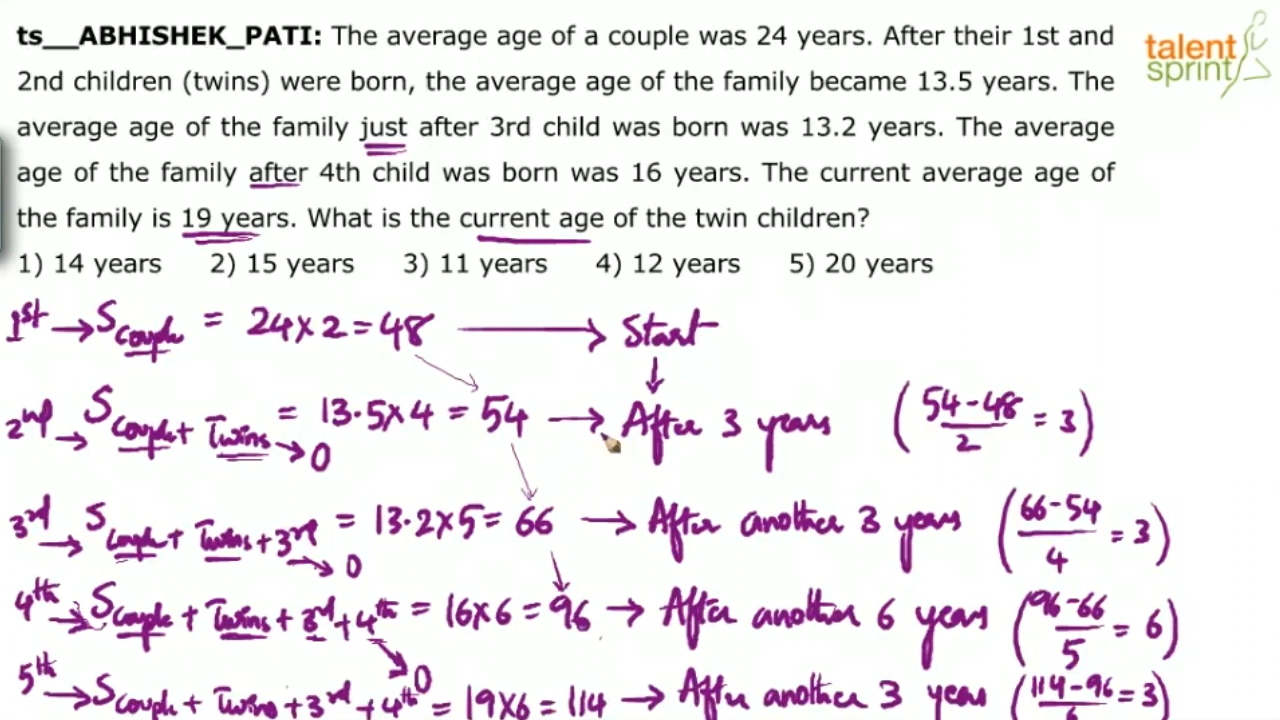 ts__ABHISHEK_PATI: The average age of a couple was 24 years. After their 1st and
talent
sprint
2nd children (twins) were born, the average age of the family became 13.5 years. The
average age of the family just after 3rd child was born was 13.2 years. The average
age of the family after 4th child was born was 16 years. The current average age of
the family is 19 years. What is the current age of the twin children?
1) 14 years 2) 15 years 3) 11 years 4) 12 years 5) 20 years
1st → S couple = 24×2 = 48 → Start
2nd → S couple + Twins → 0 = 13.5×4 = 54 → After 3 years (54-48/2 = 3)
3rd → S couple + Twins + 3rd → 0 = 13.2×5 = 66 → After another 3 years (66-54/4 = 3)
4th → S couple + Twins + 3rd + 4th → 0 = 16×6 = 96 → After another 6 years (96-66/5 = 6)
5th → S couple + Twins + 3rd + 4th = 19×6 = 114 → After another 3 years (114-96/6 = 3)